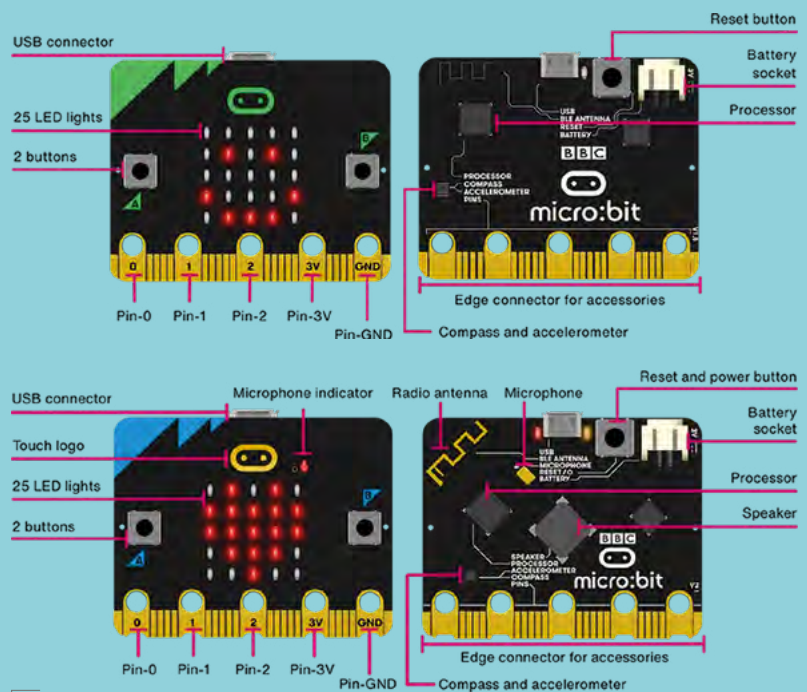 USB connector
25 LED lights
2 buttons
A
B
0
1
2
3V
GND
Pin-0
Pin-1
Pin-2
Pin-3V
Pin-GND
Reset button
Battery
socket
Processor
USB
BLE ANTENNA
RESET
BATTERY
BBC
PROCESSOR
COMPASS
ACCELEROMETER
PINS
micro:bit
Edge connector for accessories
Compass and accelerometer
USB connector
Microphone indicator
Touch logo
25 LED lights
2 buttons
A
B
0
1
2
3V
GND
Pin-0
Pin-1
Pin-2
Pin-3V
Pin-GND
Radio antenna
Microphone
Reset and power button
Battery
socket
Processor
Speaker
USB
BLE ANTENNA
MICROPHONE
RESET/
BATTERY
BBC
SPEAKER
PROCESSOR
ACCELEROMETER
COMPASS
PINS
micro:bit
V2
Edge connector for accessories
Compass and accelerometer